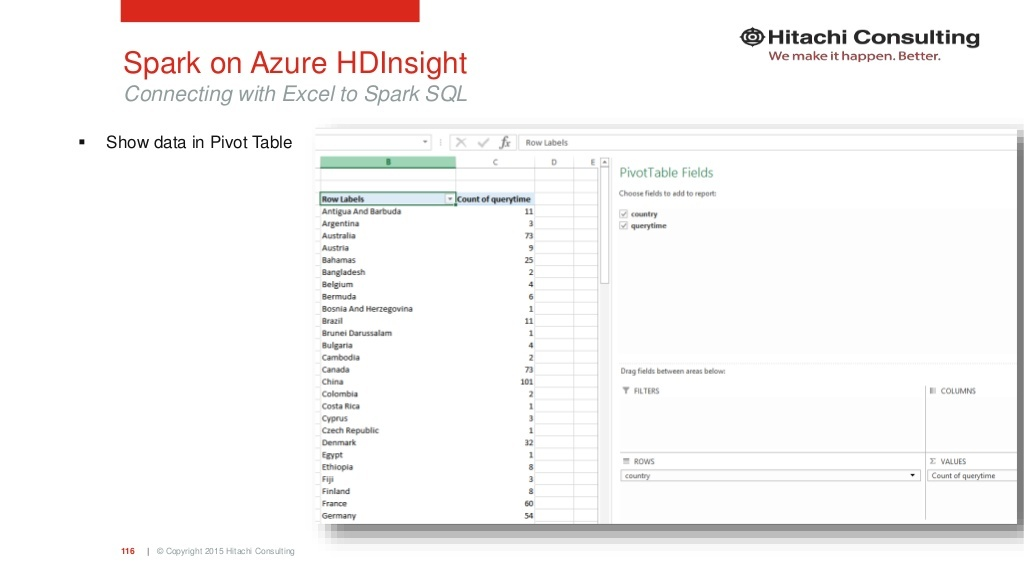 Hitachi Consulting
We make it happen. Better.
Spark on Azure HDInsight
Connecting with Excel to Spark SQL
▪ Show data in Pivot Table
fx Row Labels
B C D E
Row Labels Count of querytime
Antigua And Barbuda 11
Argentina 3
Australia 73
Austria 9
Bahamas 25
Bangladesh 2
Belgium 4
Bermuda 6
Bosnia And Herzegovina 1
Brazil 11
Brunei Darussalam 1
Bulgaria 4
Cambodia 2
Canada 73
China 101
Colombia 2
Costa Rica 1
Cyprus 3
Czech Republic 1
Denmark 32
Egypt 1
Ethiopia 8
Fiji 3
Finland 8
France 60
Germany 54
PivotTable Fields
Choose fields to add to report:
country
querytime
Drag fields between areas below:
FILTERS
COLUMNS
ROWS
Σ VALUES
country
Count of querytime
116 | © Copyright 2015 Hitachi Consulting